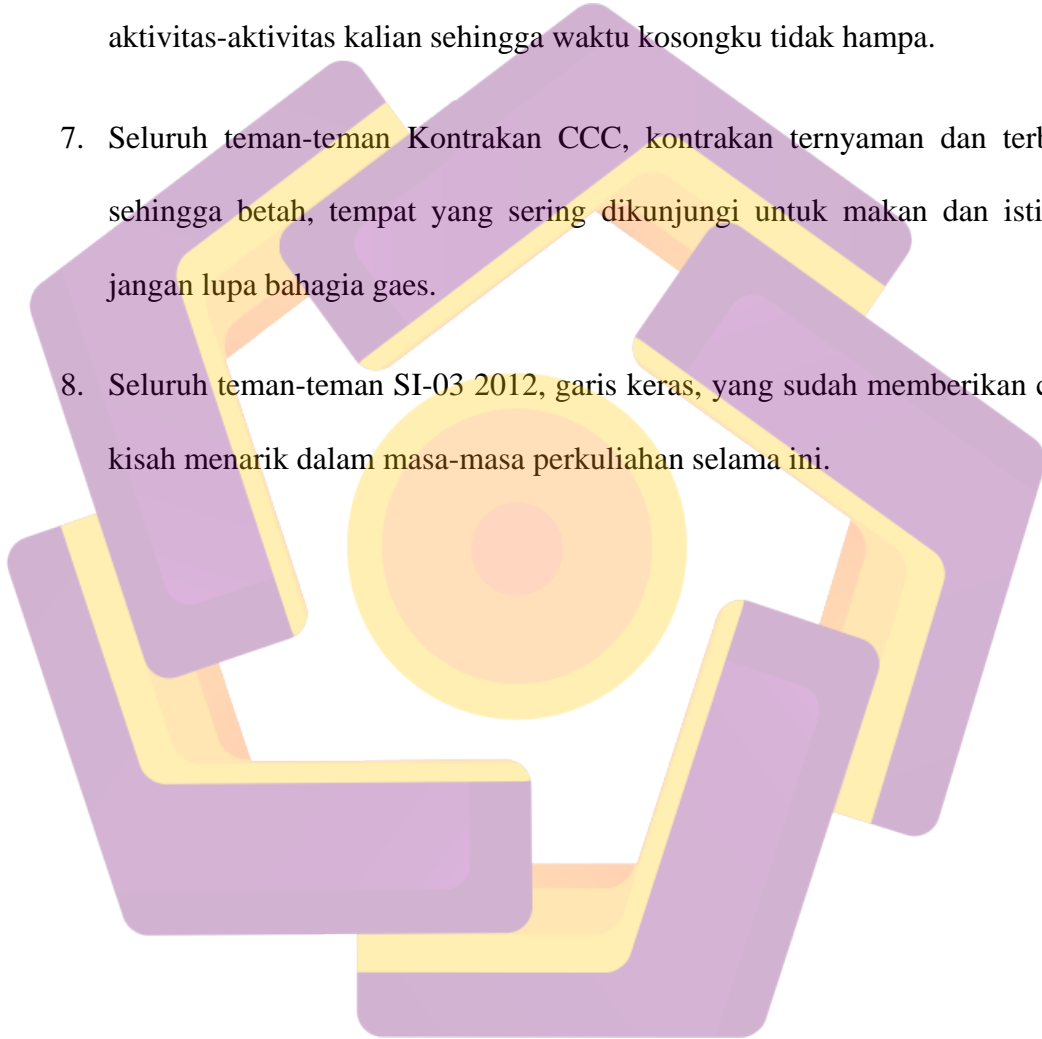 aktivitas-aktivitas kalian sehingga waktu kosongku tidak hampa.
7. Seluruh teman-teman Kontrakan CCC, kontrakan ternyaman dan
sehingga betah, tempat yang sering dikunjungi untuk makan dan
jangan lupa bahagia gaes.
8. Seluruh teman-teman SI-03 2012, garis keras, yang sudah memberikan
kisah menarik dalam masa-masa perkuliahan selama ini.